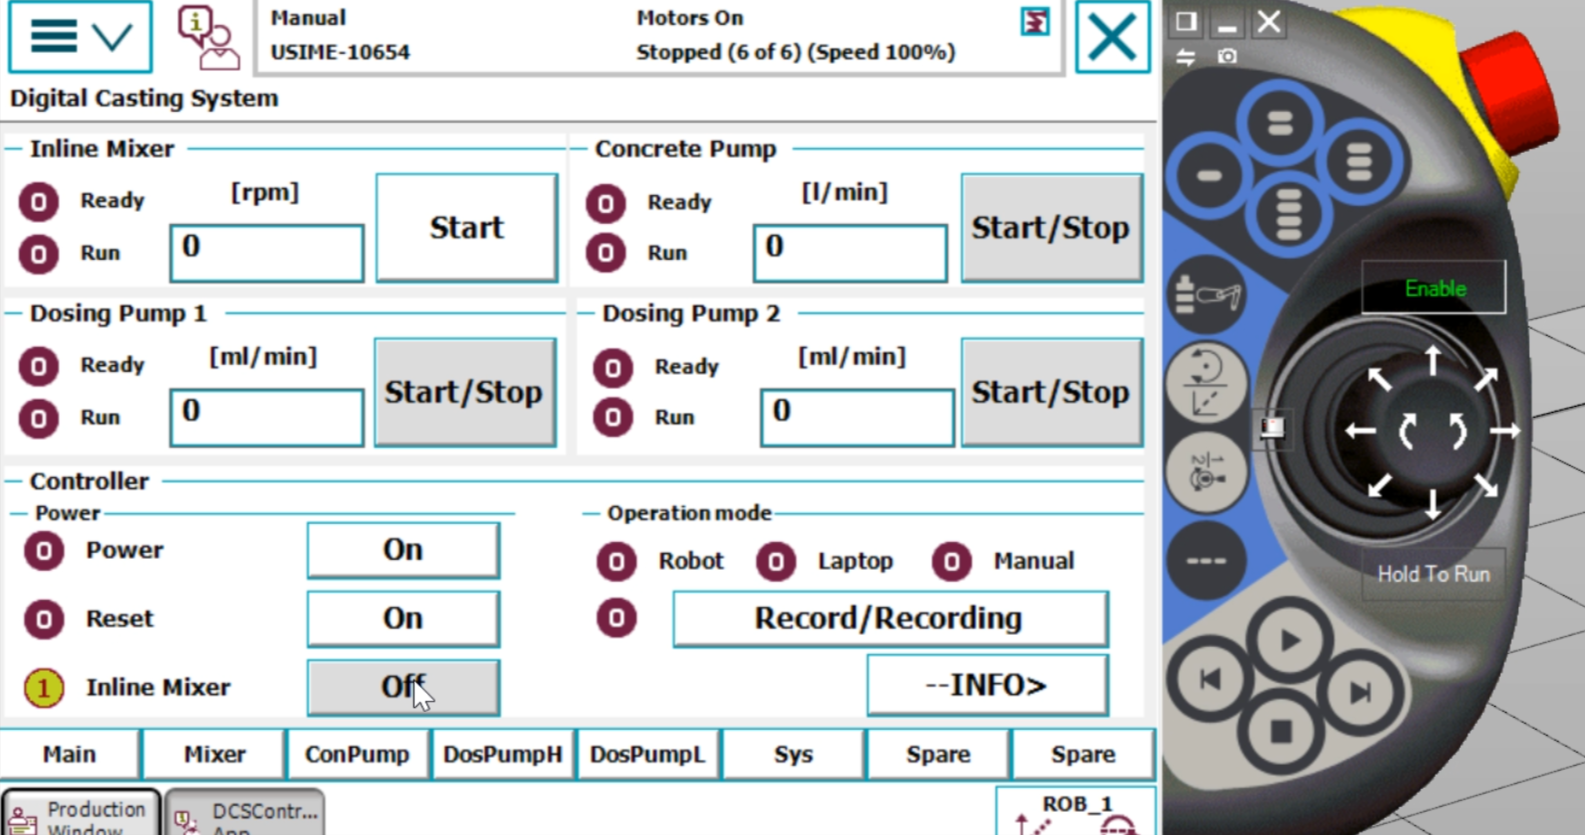 Manual
Motors On
USIME-10654
Stopped (6 of 6) (Speed 100%)
Digital Casting System
Inline Mixer
0 Ready
[rpm]
0 Run
0
Start
Concrete Pump
0 Ready
[l/min]
0 Run
0
Start/Stop
Dosing Pump 1
0 Ready
[ml/min]
0 Run
0
Start/Stop
Dosing Pump 2
0 Ready
[ml/min]
0 Run
0
Start/Stop
Controller
Power
0 Power On
0 Reset On
1 Inline Mixer Off
Operation mode
0 Robot 0 Laptop 0 Manual
0 Record/Recording
--INFO>
Main Mixer ConPump DosPumpH DosPumpL Sys Spare Spare
Production
Window
DCSContr...
App
ROB_1
Enable
Hold To Run